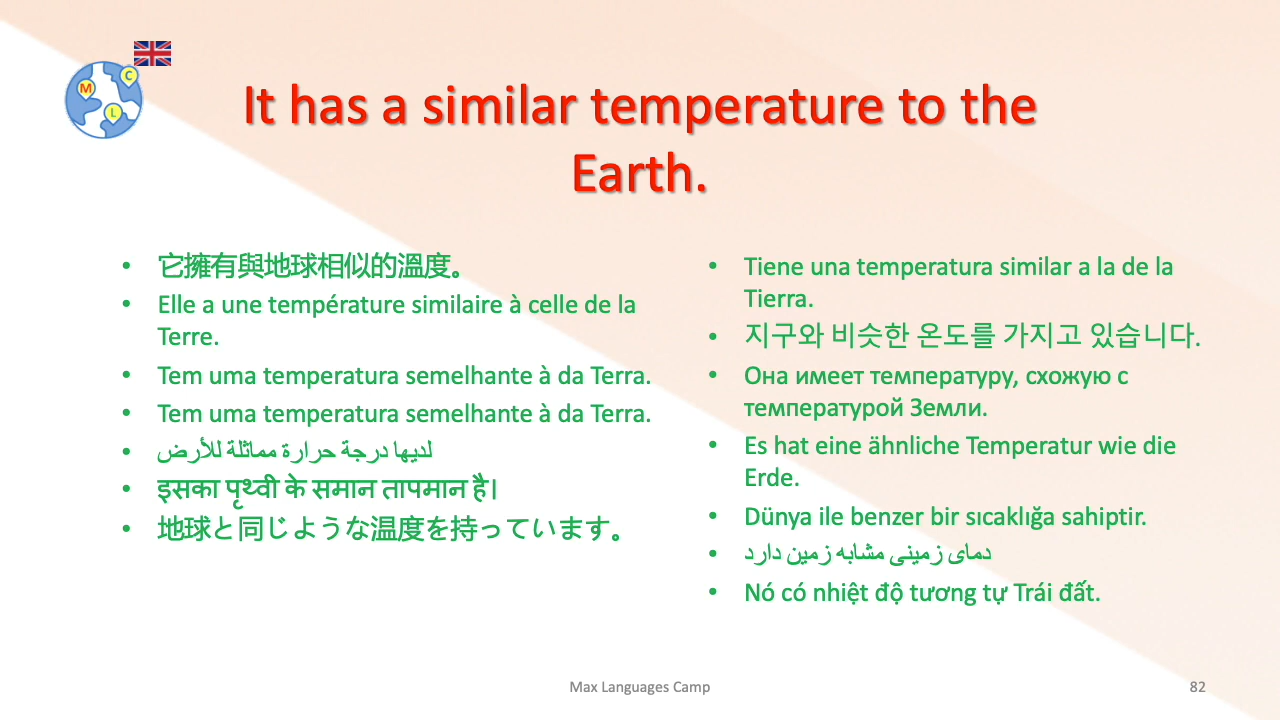 M
C
L
It has a similar temperature to the
Earth.
• 它擁有與地球相似的溫度。
• Elle a une température similaire à celle de la
Terre.
• Tem uma temperatura semelhante à da Terra.
• Tem uma temperatura semelhante à da Terra.
• لديها درجة حرارة مماثلة للأرض
• इसका पृथ्वी के समान तापमान है।
• 地球と同じような温度を持っています。
• Tiene una temperatura similar a la de la
Tierra.
• 지구와 비슷한 온도를 가지고 있습니다.
• Она имеет температуру, схожую с
температурой Земли.
• Es hat eine ähnliche Temperatur wie die
Erde.
• Dünya ile benzer bir sıcaklığa sahiptir.
• دمای زمینی مشابه زمین دارد
• Nó có nhiệt độ tương tự Trái đất.
Max Languages Camp
82